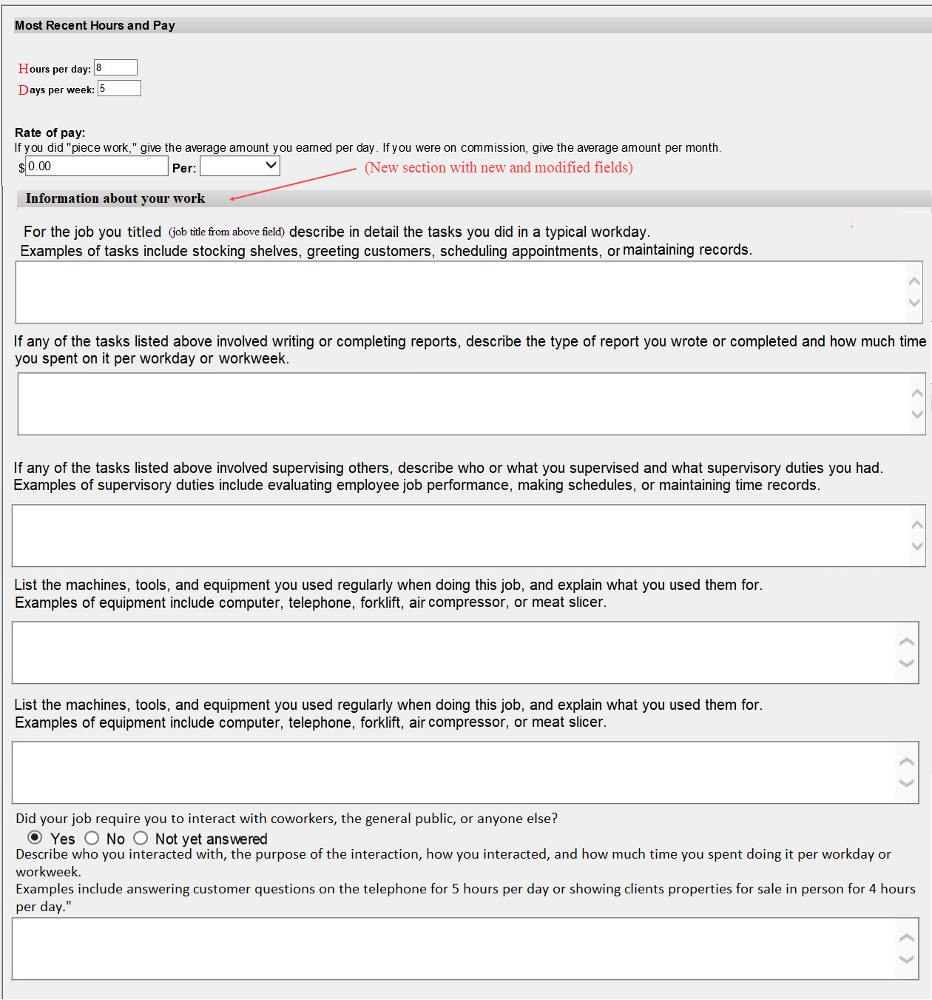 Most Recent Hours and Pay
Hours per day: 8
Days per week: 5
Rate of pay:
If you did "piece work," give the average amount you earned per day. If you were on commission, give the average amount per month.
$ 0.00 Per:
(New section with new and modified fields)
Information about your work
For the job you titled (job title from above field) describe in detail the tasks you did in a typical workday.
Examples of tasks include stocking shelves, greeting customers, scheduling appointments, or maintaining records.
If any of the tasks listed above involved writing or completing reports, describe the type of report you wrote or completed and how much time
you spent on it per workday or workweek.
If any of the tasks listed above involved supervising others, describe who or what you supervised and what supervisory duties you had.
Examples of supervisory duties include evaluating employee job performance, making schedules, or maintaining time records.
List the machines, tools, and equipment you used regularly when doing this job, and explain what you used them for.
Examples of equipment include computer, telephone, forklift, air compressor, or meat slicer.
List the machines, tools, and equipment you used regularly when doing this job, and explain what you used them for.
Examples of equipment include computer, telephone, forklift, air compressor, or meat slicer.
Did your job require you to interact with coworkers, the general public, or anyone else?
Yes No Not yet answered
Describe who you interacted with, the purpose of the interaction, how you interacted, and how much time you spent doing it per workday or
workweek.
Examples include answering customer questions on the telephone for 5 hours per day or showing clients properties for sale in person for 4 hours
per day."